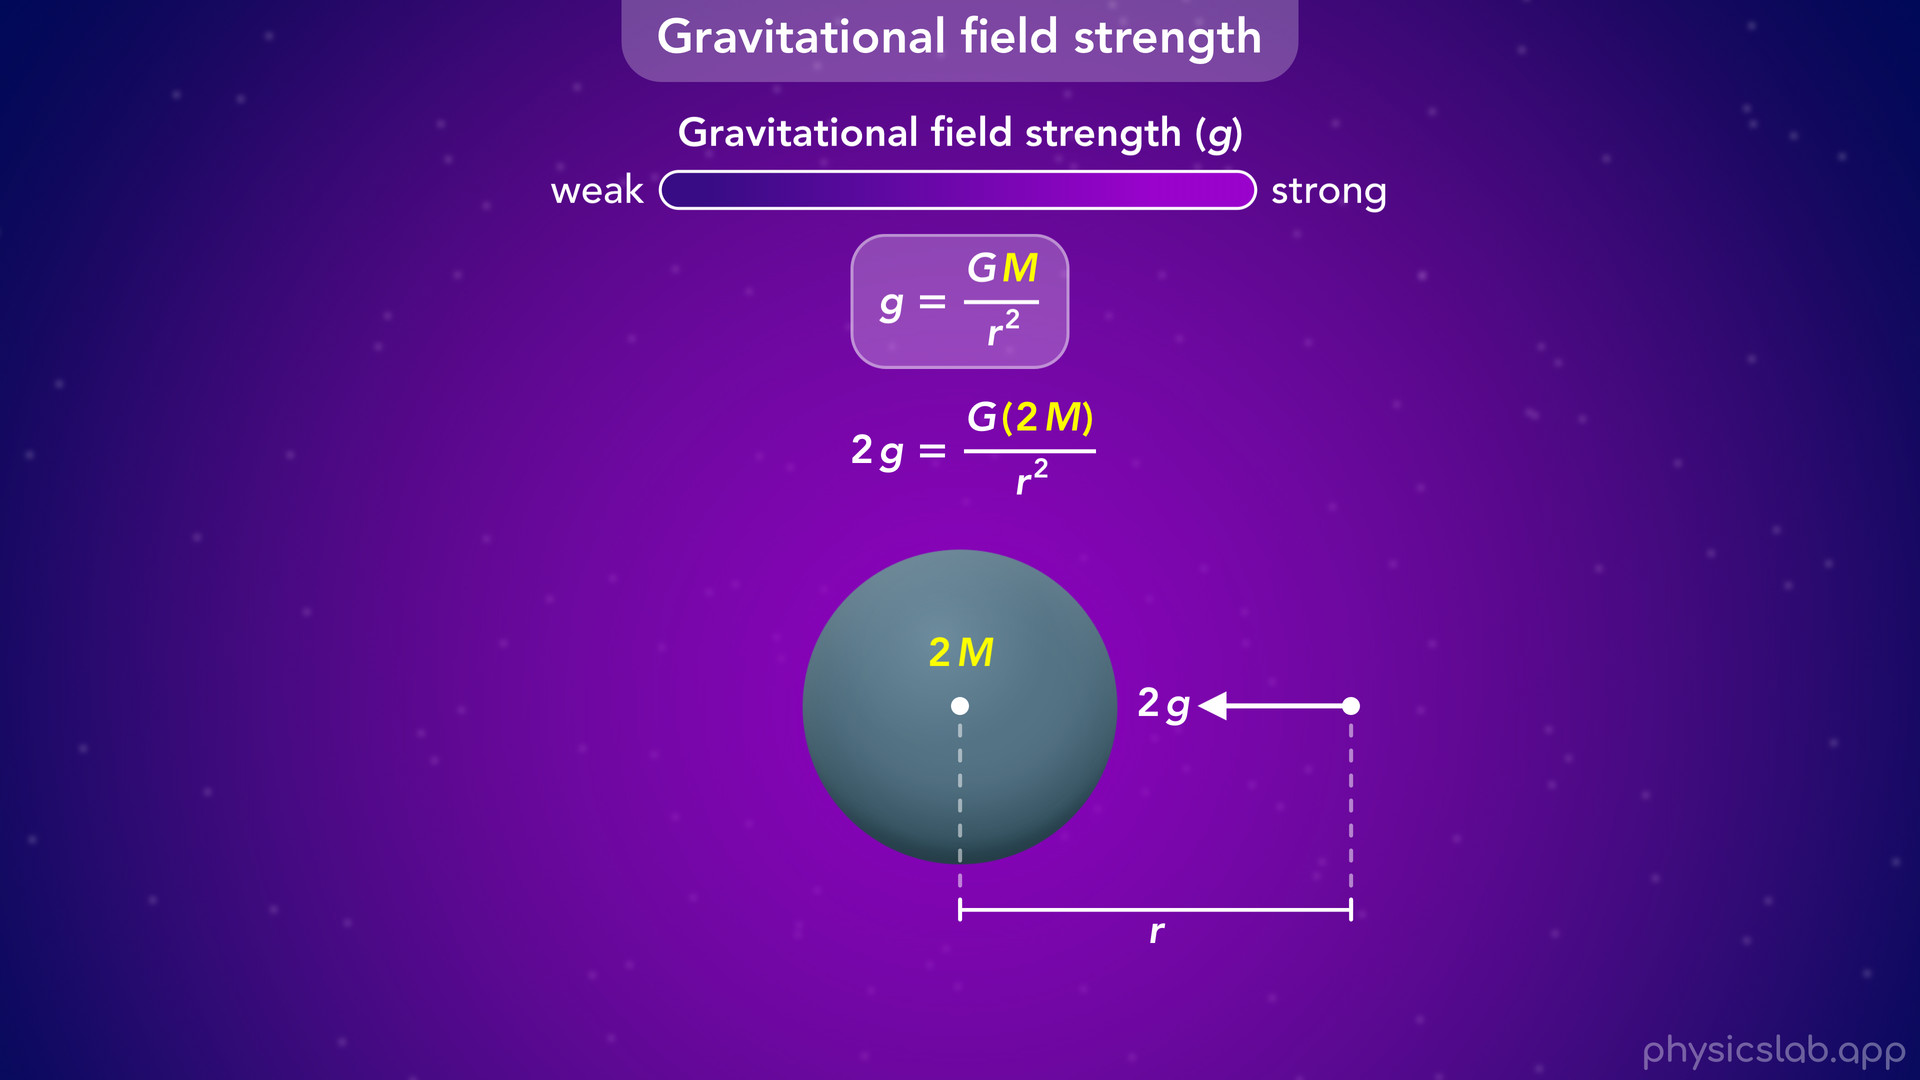 Gravitational field strength
Gravitational field strength (g)
weak strong
g = GM / r²
2g = G(2M) / r²
2M
2g
r
physicslab.app